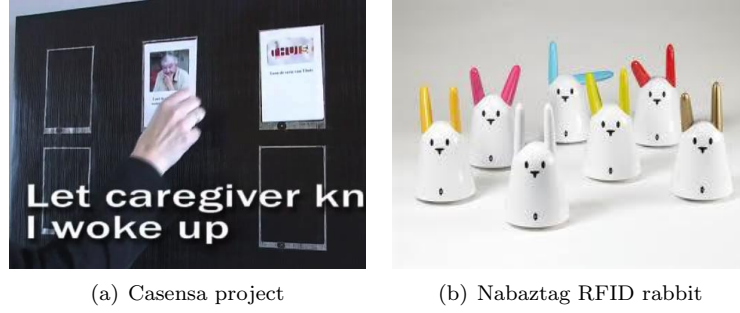 Let caregiver kn
I woke up
(a) Casensa project
(b) Nabaztag RFID rabbit